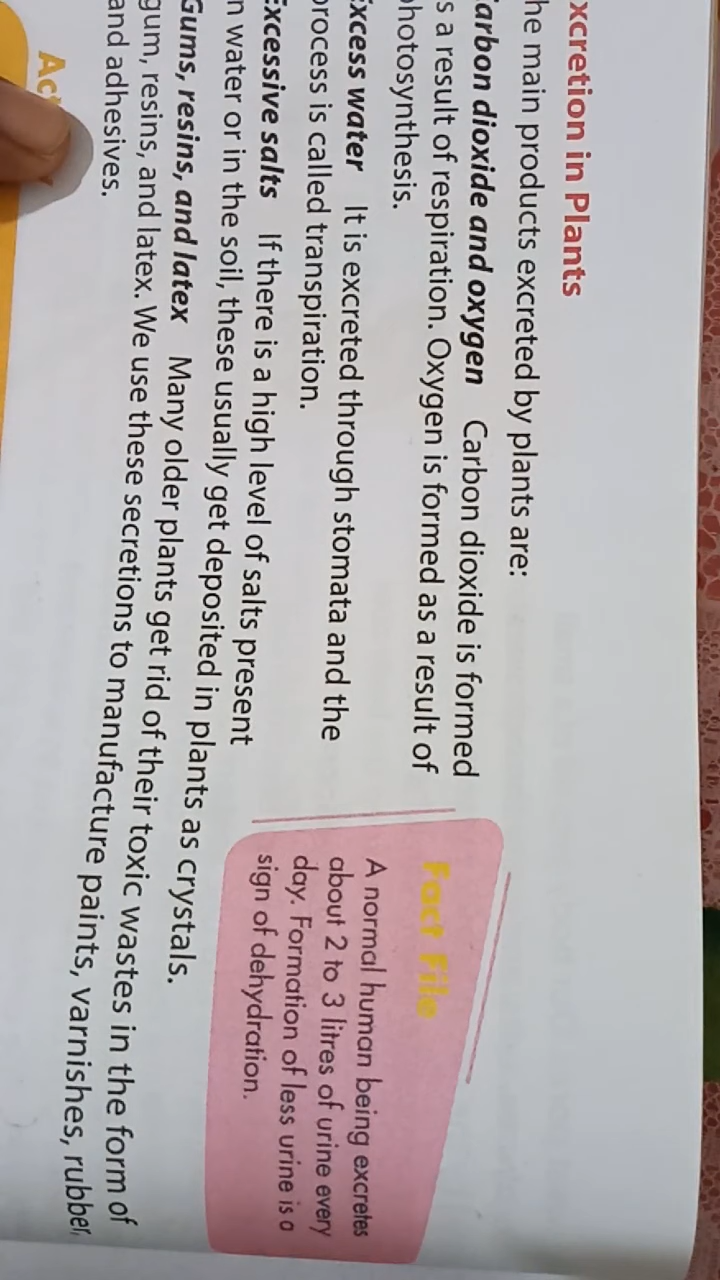 xcretion in Plants
he main products excreted by plants are:
arbon dioxide and oxygen Carbon dioxide is formed
s a result of respiration. Oxygen is formed as a result of
photosynthesis.
Excess water It is excreted through stomata and the
process is called transpiration.
Excessive salts If there is a high level of salts present
n water or in the soil, these usually get deposited in plants as crystals.
Gums, resins, and latex Many older plants get rid of their toxic wastes in the form of
gum, resins, and latex. We use these secretions to manufacture paints, varnishes, rubber,
and adhesives.
Fact File
A normal human being excretes
about 2 to 3 litres of urine every
day. Formation of less urine is a
sign of dehydration.